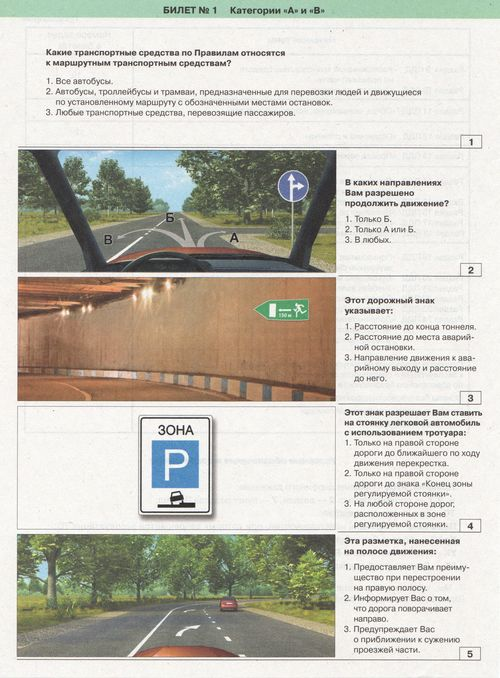 БИЛЕТ № 1 Категории «А» и «В»
Какие транспортные средства по Правилам относятся
к маршрутным транспортным средствам?
1. Все автобусы.
2. Автобусы, троллейбусы и трамваи, предназначенные для перевозки людей и движущиеся
по установленному маршруту с обозначенными местами остановок.
3. Любые транспортные средства, перевозящие пассажиров.
1
В каких направлениях
Вам разрешено
продолжить движение?
1. Только Б.
2. Только А или Б.
3. В любых.
Б
В
А
2
150 м
Этот дорожный знак
указывает:
1. Расстояние до конца тоннеля.
2. Расстояние до места аварий-
ной остановки.
3. Направление движения к ава-
рийному выходу и расстояние
до него.
3
ЗОНА
P
Этот знак разрешает Вам ставить
на стоянку легковой автомобиль
с использованием тротуара:
1. Только на правой стороне
дороги до ближайшего по ходу
движения перекрестка.
2. Только на правой стороне
дороги до знака «Конец зоны
регулируемой стоянки».
3. На любой стороне дорог,
расположенных в зоне
регулируемой стоянки.
4
Эта разметка, нанесенная
на полосе движения:
1. Предоставляет Вам преиму-
щество при перестроении
на правую полосу.
2. Информирует Вас о том,
что дорога поворачивает
направо.
3. Предупреждает Вас
о приближении к сужению
проезжей части.
5